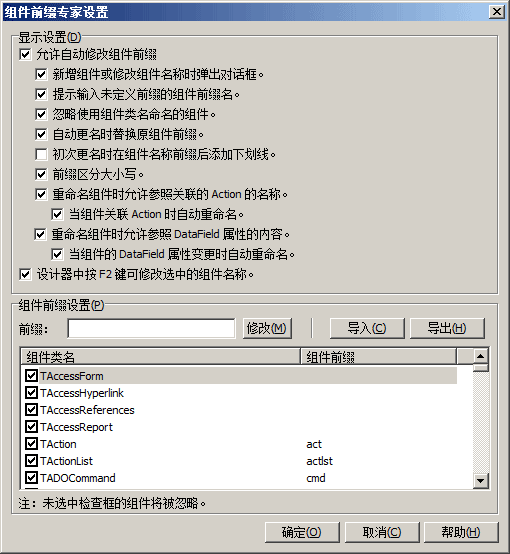 组件前缀专家设置
显示设置(D)
允许自动修改组件前缀
新增组件或修改组件名称时弹出对话框。
提示输入未定义前缀的组件前缀名。
忽略使用组件类名命名的组件。
自动更名时替换原组件前缀。
初次更名时在组件名称前缀后添加下划线。
前缀区分大小写。
重命名组件时允许参照关联的 Action 的名称。
当组件关联 Action 时自动重命名。
重命名组件时允许参照 DataField 属性的内容。
当组件的 DataField 属性变更时自动重命名。
设计器中按 F2 键可修改选中的组件名称。
组件前缀设置(P)
前缀： 修改(M) 导入(C) 导出(H)
组件类名 组件前缀
TAccessForm
TAccessHyperlink
TAccessReferences
TAccessReport
TAction act
TActionList actlst
TADOCommand cmd
注：未选中检查框的组件将被忽略。
确定(O) 取消(C) 帮助(H)